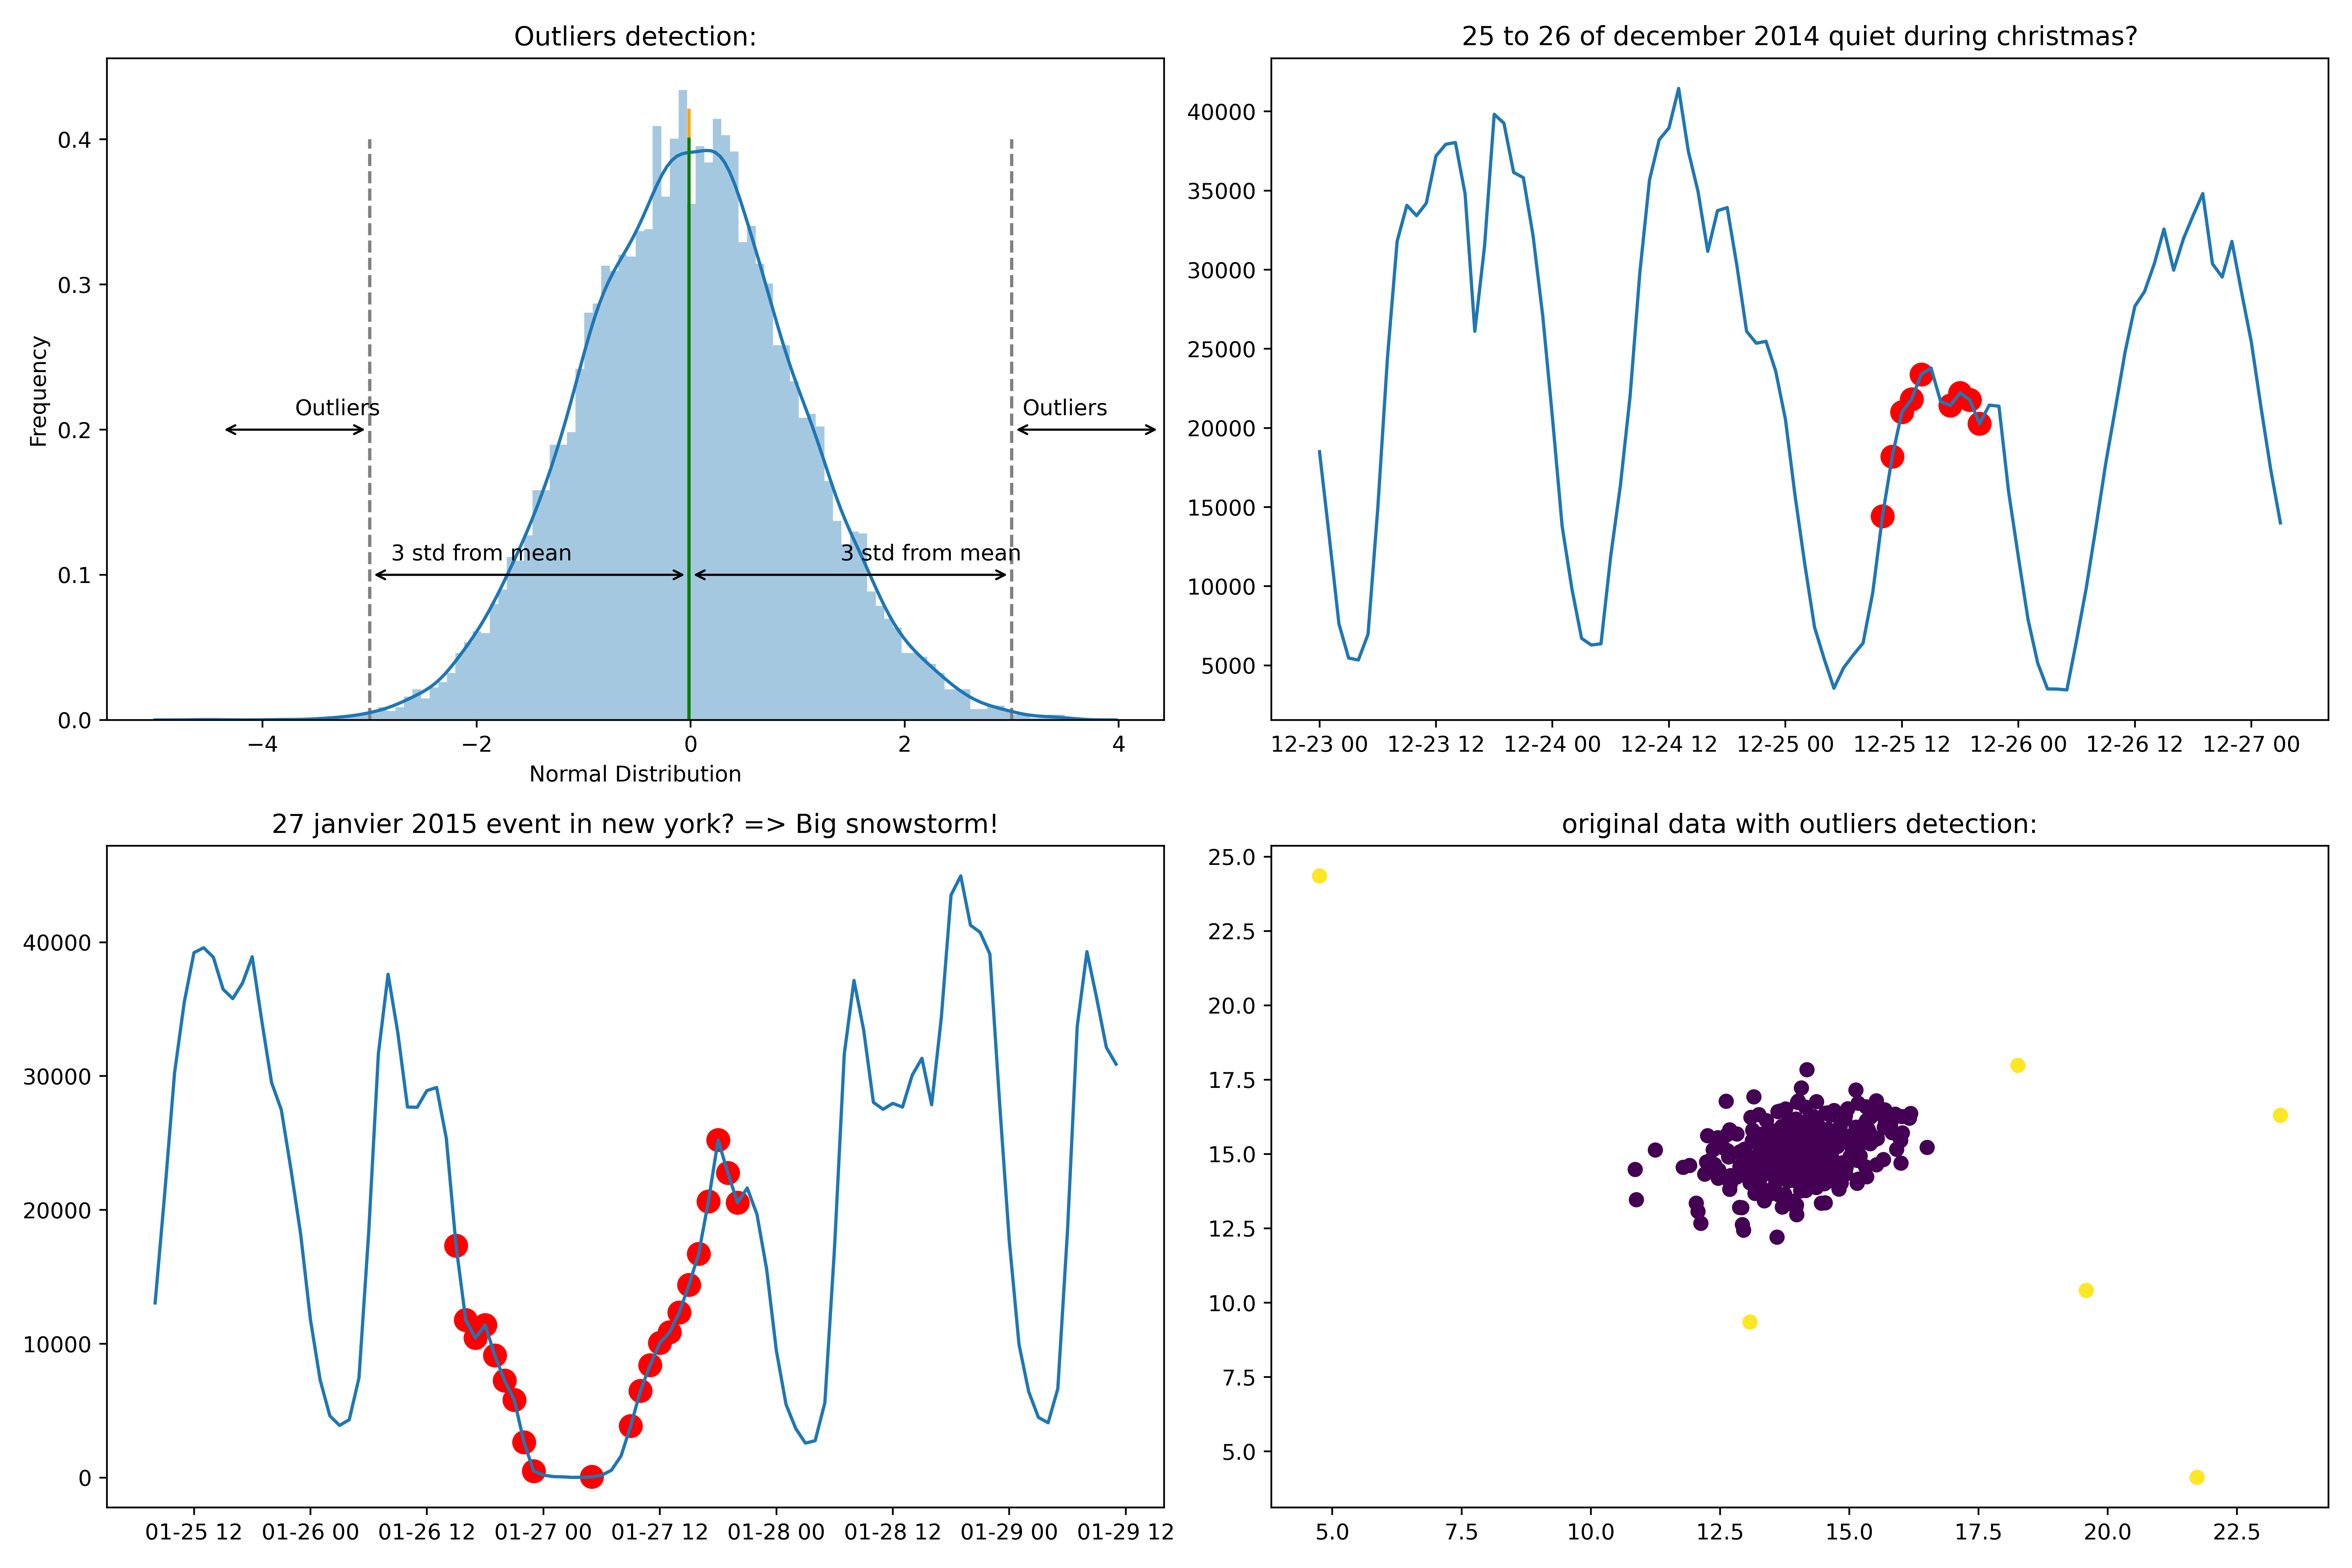 Outliers detection:
0.4
0.3
0.2
0.1
0.0
Frequency
Outliers
Outliers
3 std from mean
3 std from mean
−4 −2 0 2 4
Normal Distribution
25 to 26 of december 2014 quiet during christmas?
40000
35000
30000
25000
20000
15000
10000
5000
12-23 00 12-23 12 12-24 00 12-24 12 12-25 00 12-25 12 12-26 00 12-26 12 12-27 00
27 janvier 2015 event in new york? => Big snowstorm!
40000
30000
20000
10000
0
01-25 12 01-26 00 01-26 12 01-27 00 01-27 12 01-28 00 01-28 12 01-29 00 01-29 12
original data with outliers detection:
25.0
22.5
20.0
17.5
15.0
12.5
10.0
7.5
5.0
5.0 7.5 10.0 12.5 15.0 17.5 20.0 22.5